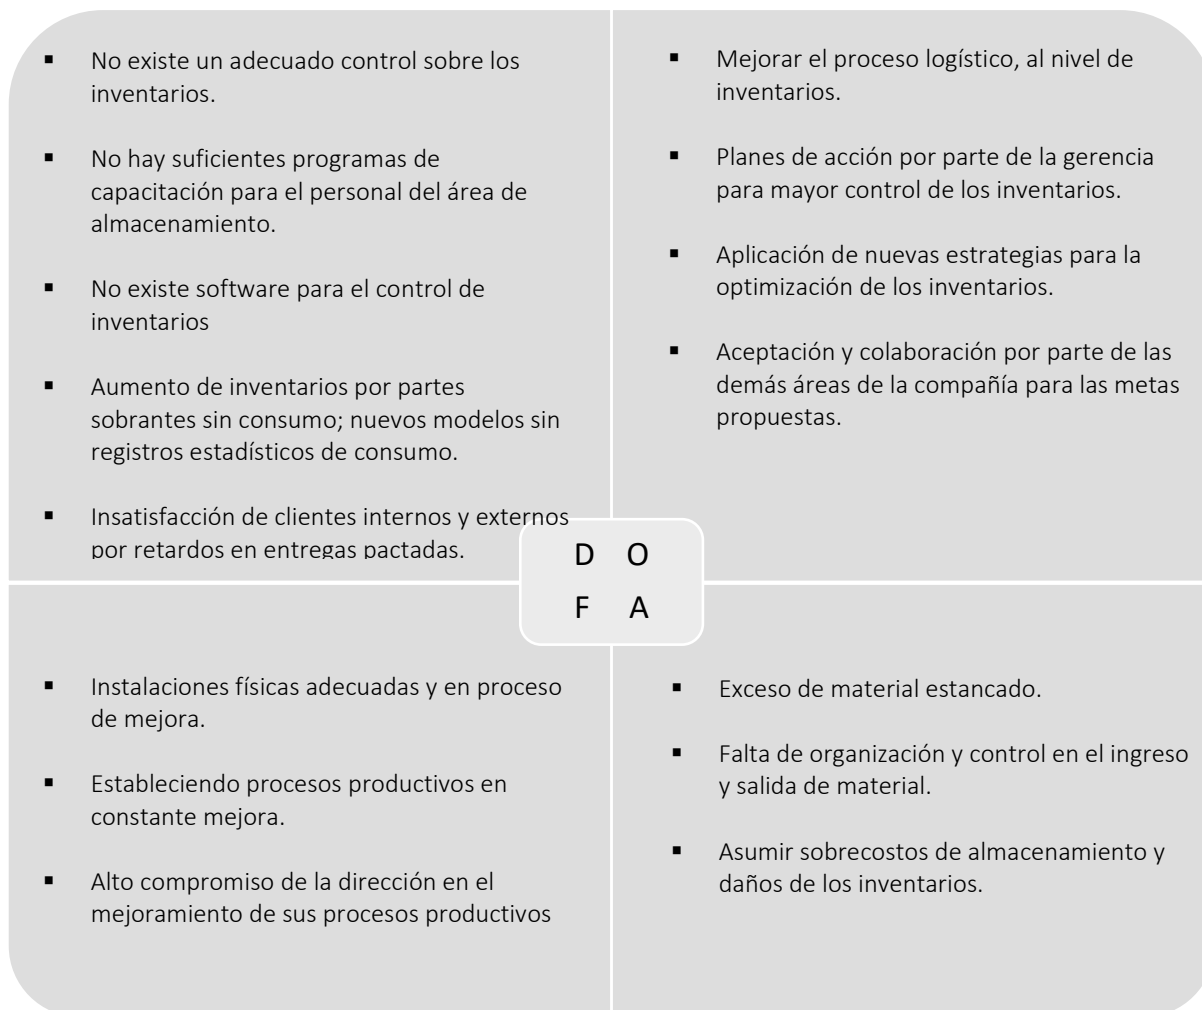 ▪ No existe un adecuado control sobre los
inventarios.
▪ No hay suficientes programas de
capacitación para el personal del área de
almacenamiento.
▪ No existe software para el control de
inventarios
▪ Aumento de inventarios por partes
sobrantes sin consumo; nuevos modelos sin
registros estadísticos de consumo.
▪ Insatisfacción de clientes internos y externos
por retardos en entregas pactadas.
▪ Mejorar el proceso logístico, al nivel de
inventarios.
▪ Planes de acción por parte de la gerencia
para mayor control de los inventarios.
▪ Aplicación de nuevas estrategias para la
optimización de los inventarios.
▪ Aceptación y colaboración por parte de las
demás áreas de la compañía para las metas
propuestas.
D O
F A
▪ Instalaciones físicas adecuadas y en proceso
de mejora.
▪ Estableciendo procesos productivos en
constante mejora.
▪ Alto compromiso de la dirección en el
mejoramiento de sus procesos productivos
▪ Exceso de material estancado.
▪ Falta de organización y control en el ingreso
y salida de material.
▪ Asumir sobrecostos de almacenamiento y
daños de los inventarios.